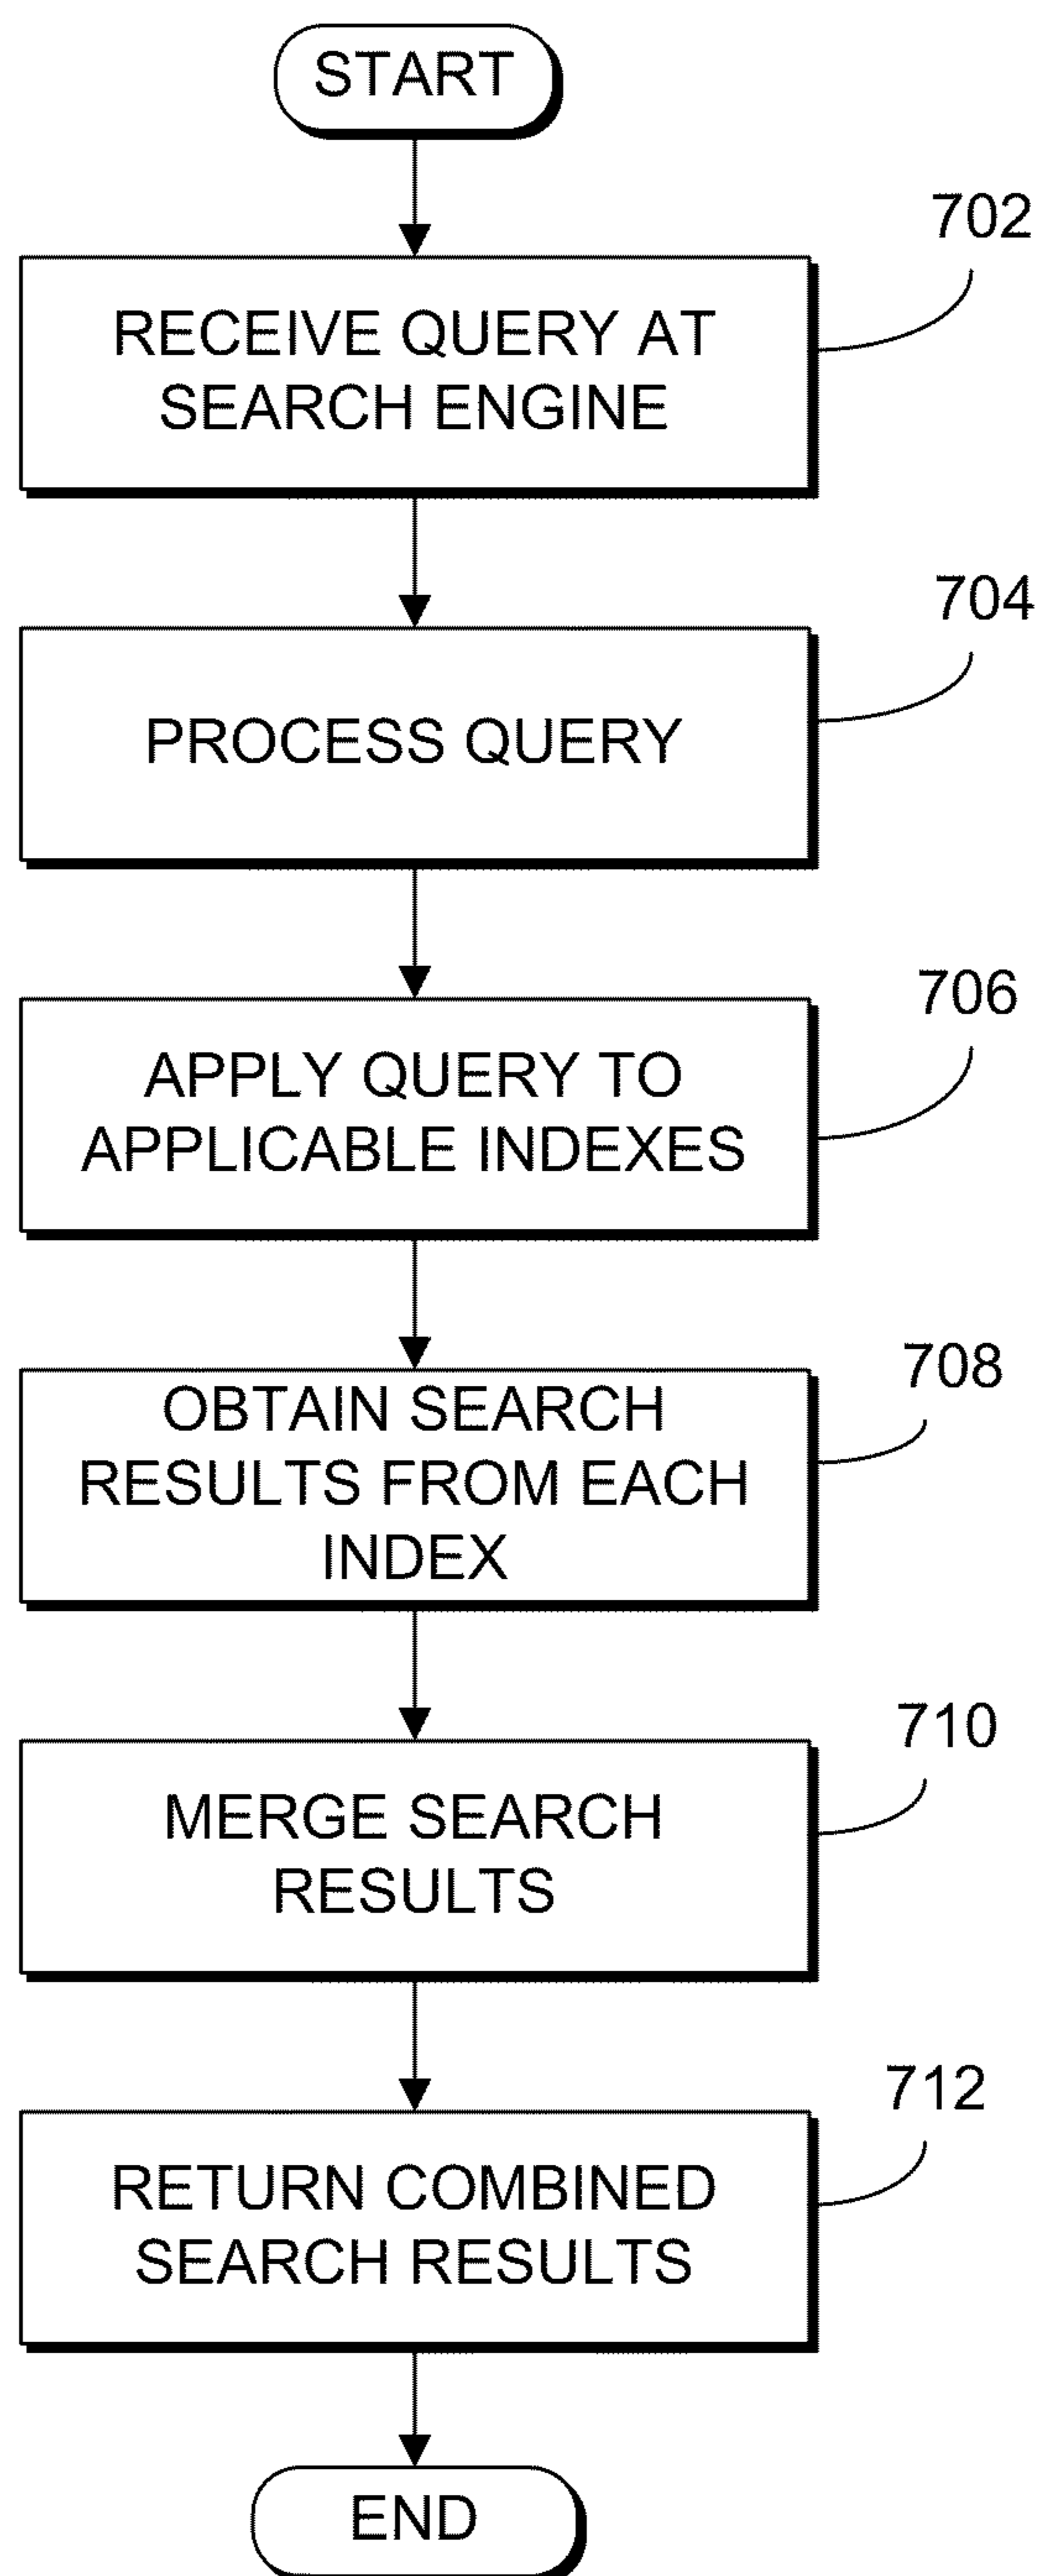 START
702
RECEIVE QUERY AT
SEARCH ENGINE
704
PROCESS QUERY
706
APPLY QUERY TO
APPLICABLE INDEXES
708
OBTAIN SEARCH
RESULTS FROM EACH
INDEX
710
MERGE SEARCH
RESULTS
712
RETURN COMBINED
SEARCH RESULTS
END